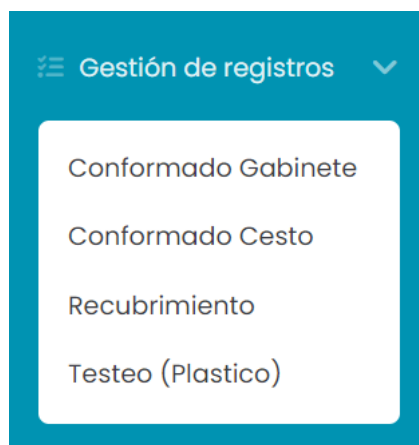 Gestión de registros
Conformado Gabinete
Conformado Cesto
Recubrimiento
Testeo (Plastico)